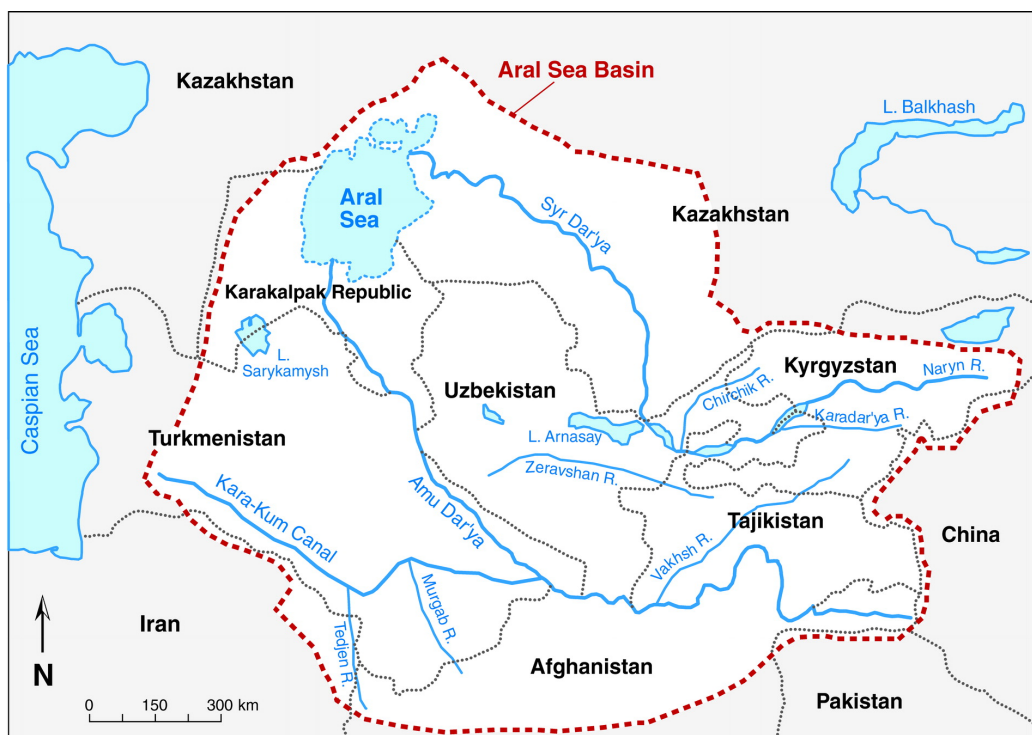 Kazakhstan
Aral Sea Basin
L. Balkhash
Aral
Sea
Syr Dar'ya
Kazakhstan
Karakalpak Republic
L.
Sarykamysh
Caspian Sea
Uzbekistan
Kyrgyzstan
Naryn R.
Chirchik R.
Karadar'ya R.
Turkmenistan
L. Arnasay
Zeravshan R.
Kara-Kum Canal
Amu Dar'ya
Tajikistan
China
Vakhsh R.
Murgab R.
Tedjen R.
Iran
Afghanistan
Pakistan
N
0 150 300 km